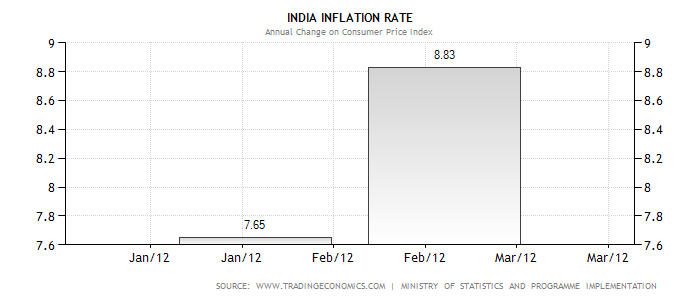 INDIA INFLATION RATE
Annual Change on Consumer Price Index
9 9
8.8 8.83 8.8
8.6 8.6
8.4 8.4
8.2 8.2
8 8
7.8 7.65 7.8
7.6 7.6
Jan/12 Jan/12 Feb/12 Feb/12 Mar/12 Mar/12
SOURCE: WWW.TRADINGECONOMICS.COM | MINISTRY OF STATISTICS AND PROGRAMME IMPLEMENTATION